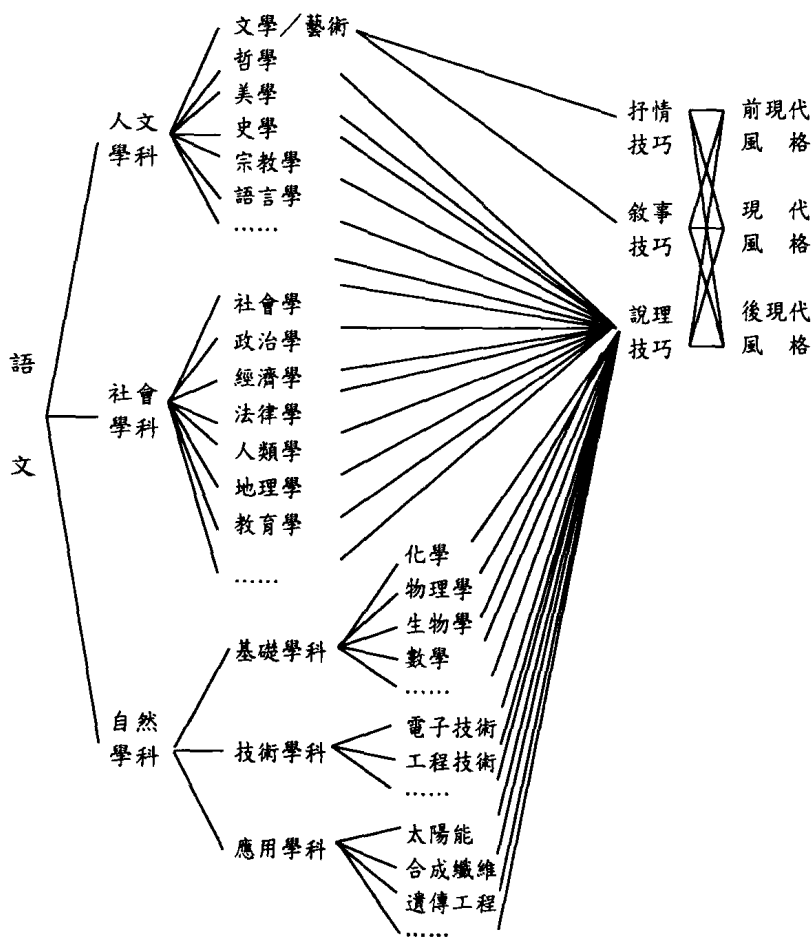 語文
人文
學科
文學／藝術
哲學
美學
史學
宗教學
語言學
……
社會
學科
社會學
政治學
經濟學
法律學
人類學
地理學
教育學
……
自然
學科
基礎學科
化學
物理學
生物學
數學
……
技術學科
電子技術
工程技術
……
應用學科
太陽能
合成纖維
遺傳工程
……
抒情
技巧
敘事
技巧
說理
技巧
前現代
風格
現代
風格
後現代
風格